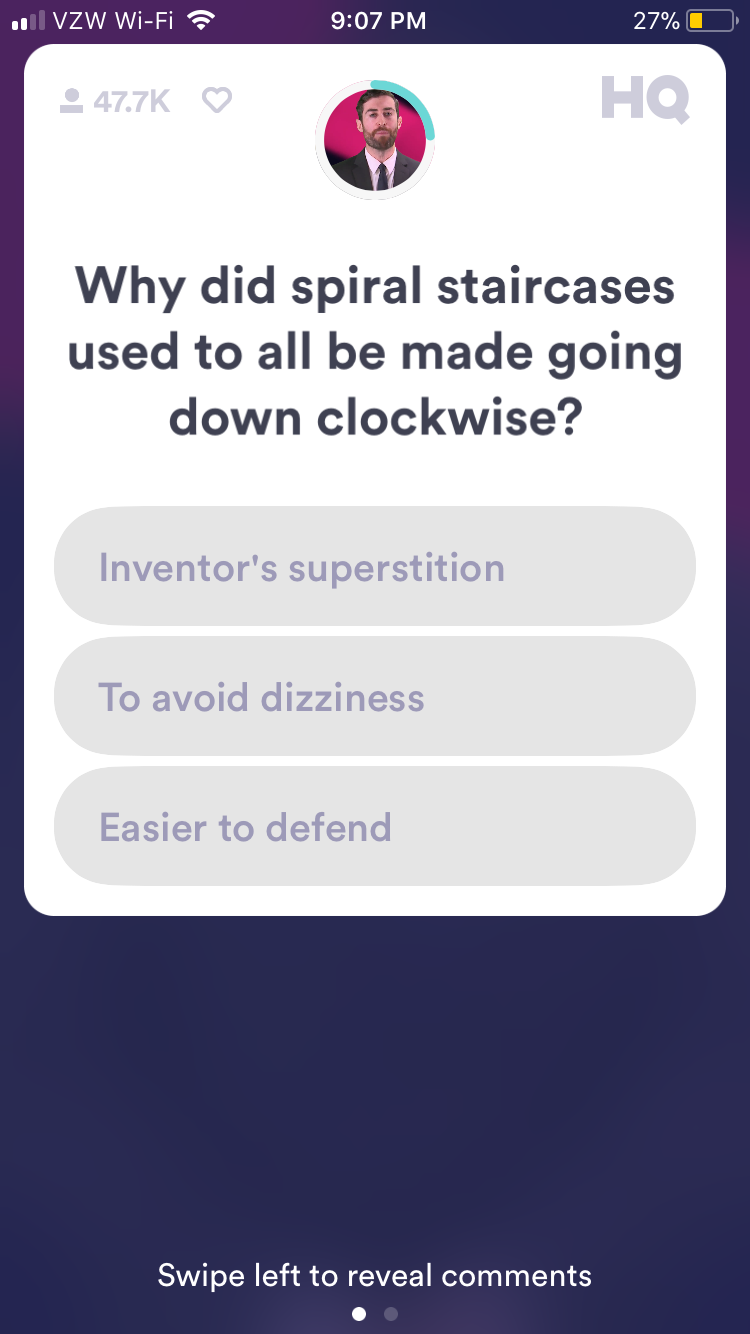 VZW Wi-Fi 9:07 PM 27%
47.7K HQ
Why did spiral staircases
used to all be made going
down clockwise?
Inventor's superstition
To avoid dizziness
Easier to defend
Swipe left to reveal comments